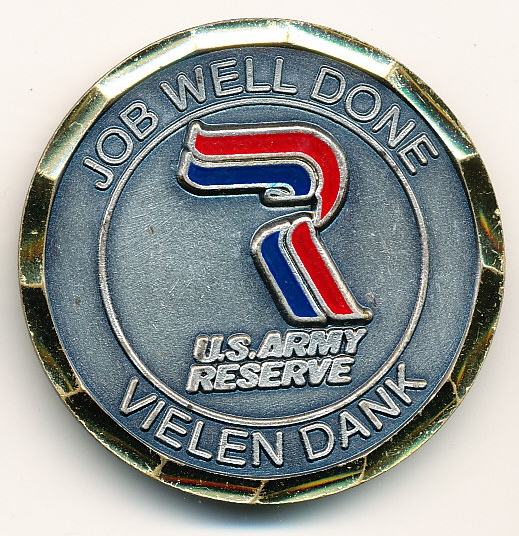 JOB WELL DONE
U.S. ARMY
RESERVE
VIELEN DANK